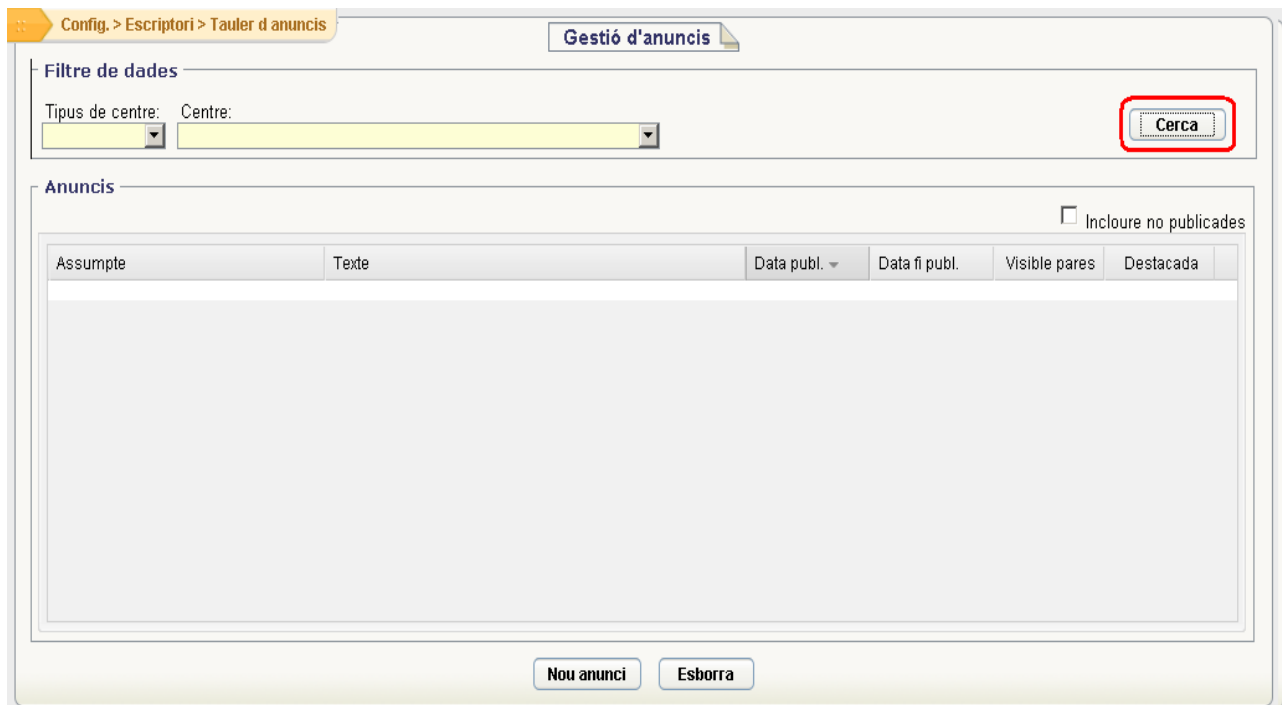 Config. > Escriptori > Tauler d anuncis
Gestió d'anuncis
Filtre de dades
Tipus de centre: Centre:
Cerca
Anuncis
Incloure no publicades
Assumpte Texte Data publ. Data fi publ. Visible pares Destacada
Nou anunci Esborra